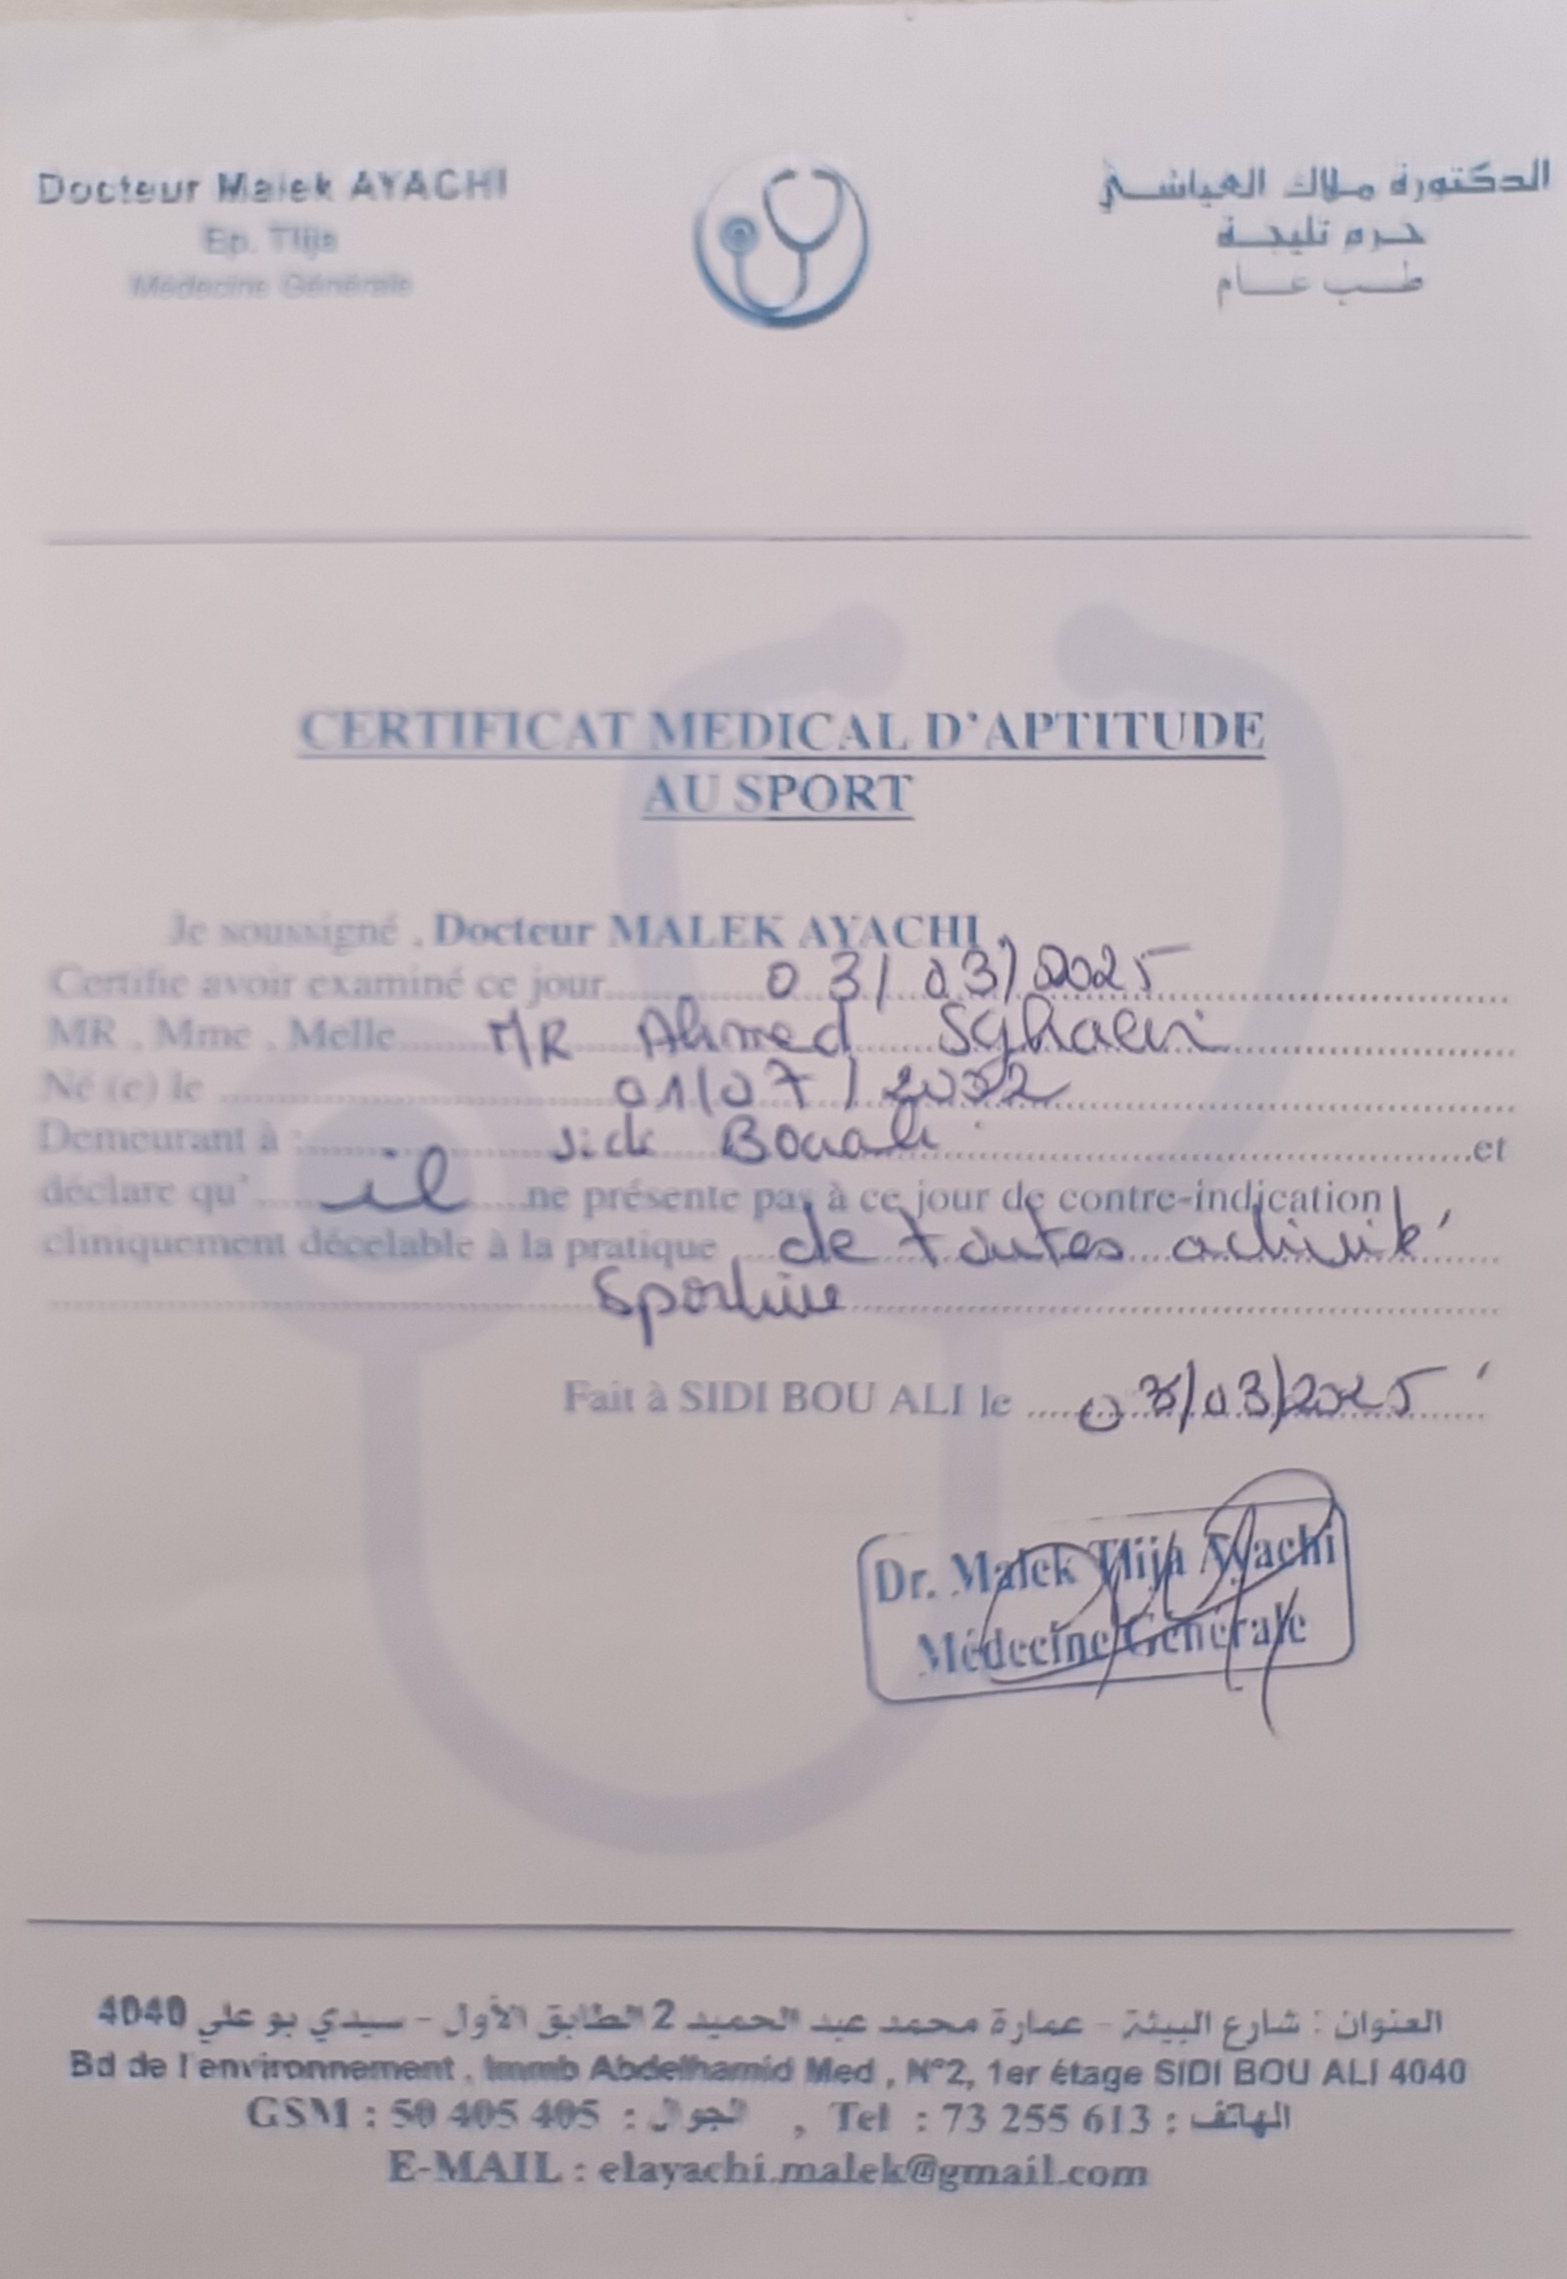 Docteur Malek AYACHI
Ep. Tlija
Médecine Générale
الدكتورة ملاك العياشي
حرم تليجة
طب عام
CERTIFICAT MEDICAL D'APTITUDE
AU SPORT
Je soussigné , Docteur MALEK AYACHI ,
Certifie avoir examiné ce jour 03/03/2025
MR , Mme , Melle MR Ahmed Sghaeir
Né (e) le 01/07/2002
Demeurant à : sidi Bouali et
déclare qu' il ne présente pas à ce jour de contre-indication
cliniquement décelable à la pratique de toutes activité
Sportive
Fait à SIDI BOU ALI le 03/03/2025
Dr. Malek Tlija Ayachi
Médecine Générale
العنوان : شارع البيئة - عمارة محمد عبد الحميد 2 الطابق الأول - سيدي بو علي 4040
Bd de l'environnement , Immb Abdelhamid Med , N°2, 1er étage SIDI BOU ALI 4040
GSM : 50 405 405 : الجوال , Tel : 73 255 613 : الهاتف
E-MAIL : elayachi.malek@gmail.com